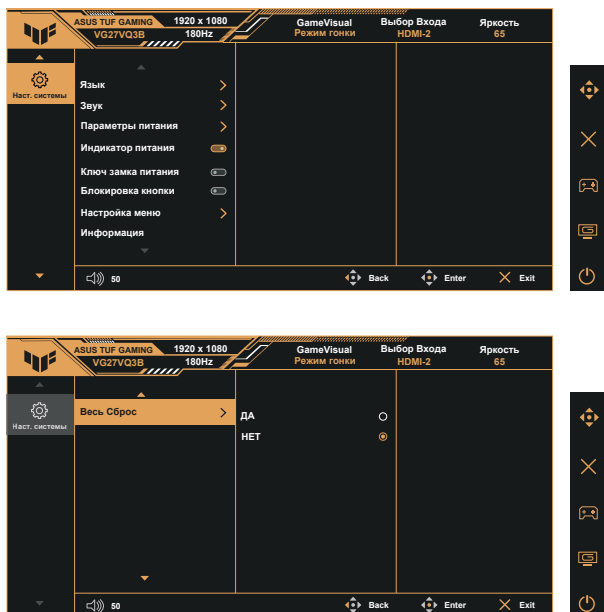 ASUS TUF GAMING 1920 x 1080 GameVisual Выбор Входа Яркость
VG27VQ3B 180Hz Режим гонки HDMI-2 65
Наст. системы
Язык
Звук
Параметры питания
Индикатор питания
Ключ замка питания
Блокировка кнопки
Настройка меню
Информация
50 Back Enter Exit
ASUS TUF GAMING 1920 x 1080 GameVisual Выбор Входа Яркость
VG27VQ3B 180Hz Режим гонки HDMI-2 65
Наст. системы
Весь Сброс
ДА
НЕТ
50 Back Enter Exit